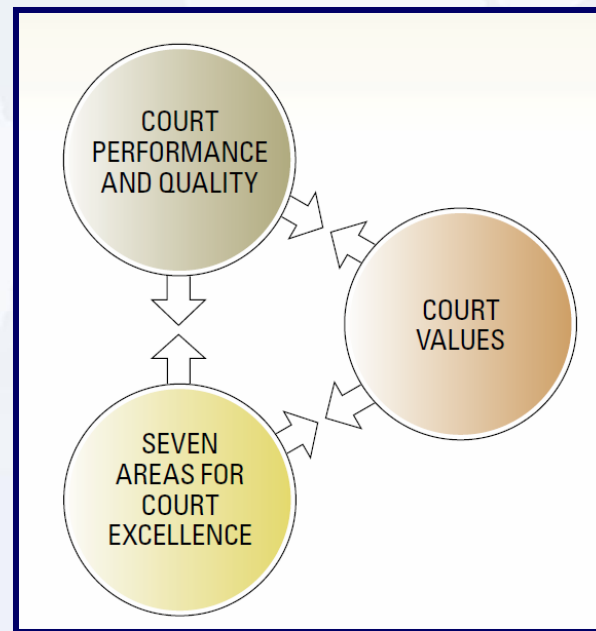 COURT
PERFORMANCE
AND QUALITY
COURT
VALUES
SEVEN
AREAS FOR
COURT
EXCELLENCE